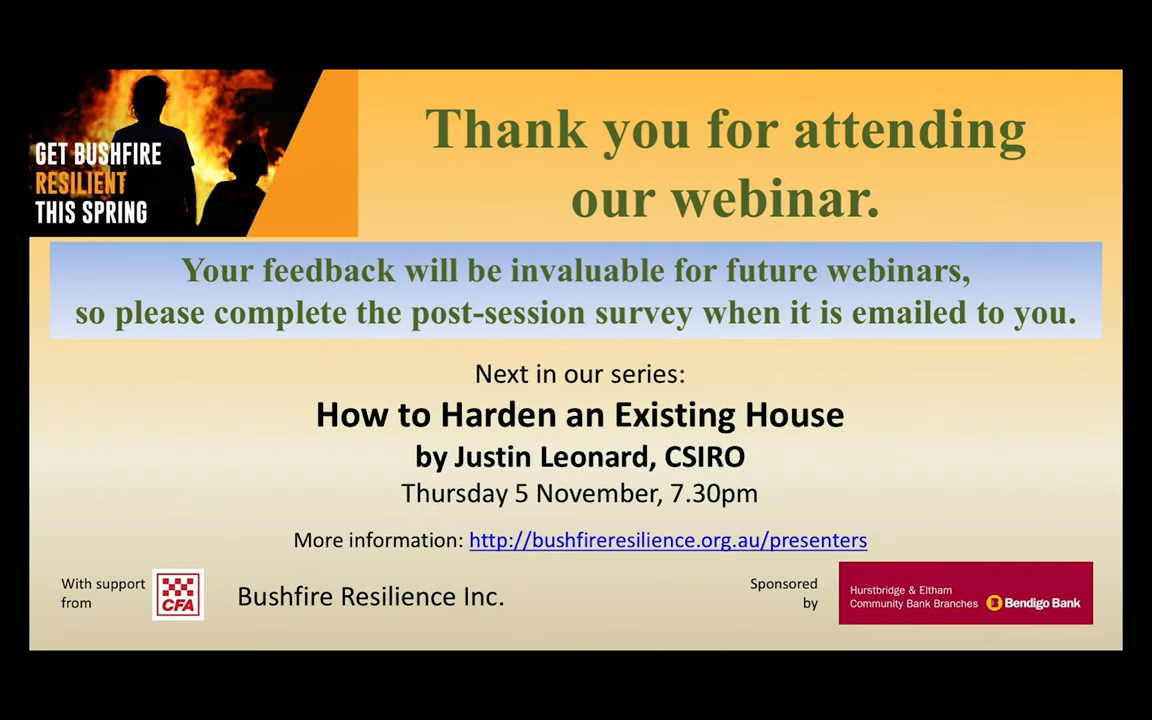 GET BUSHFIRE
RESILIENT
THIS SPRING
Thank you for attending
our webinar.
Your feedback will be invaluable for future webinars,
so please complete the post-session survey when it is emailed to you.
Next in our series:
How to Harden an Existing House
by Justin Leonard, CSIRO
Thursday 5 November, 7.30pm
More information: http://bushfireresilience.org.au/presenters
With support
from
CFA
Bushfire Resilience Inc.
Sponsored
by
Hurstbridge & Eltham
Community Bank Branches
Bendigo Bank